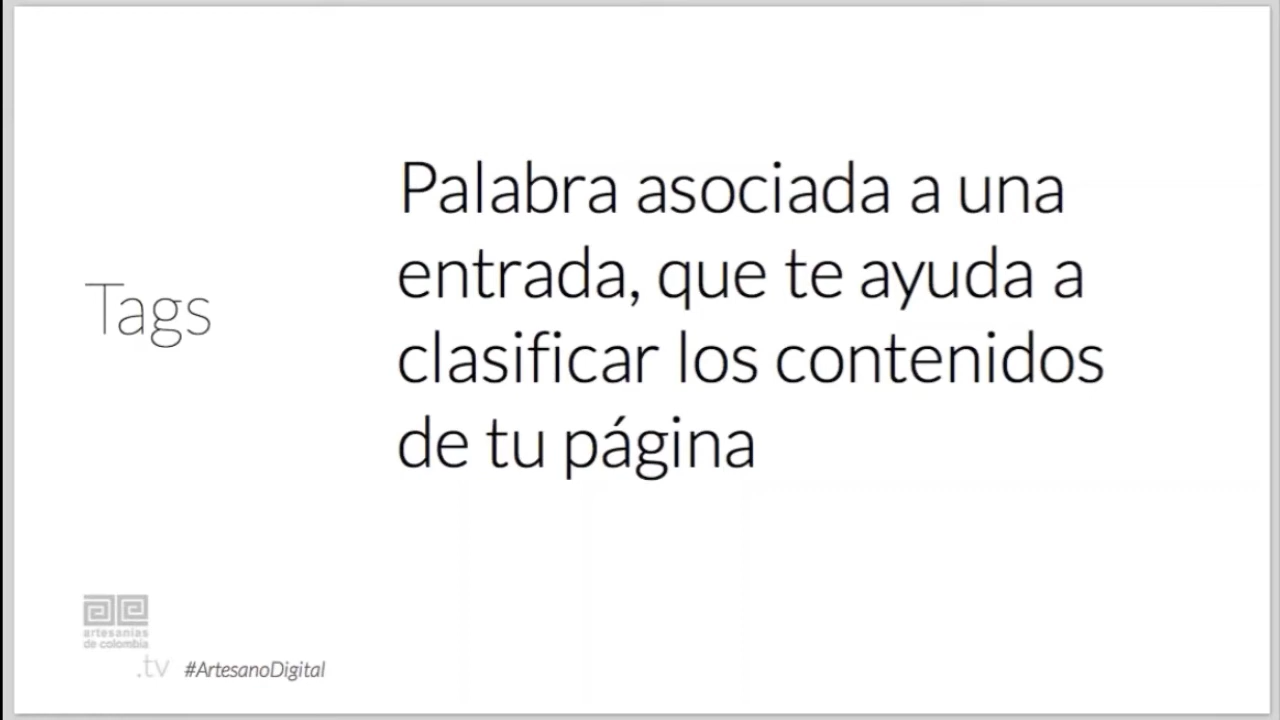 Tags
Palabra asociada a una
entrada, que te ayuda a
clasificar los contenidos
de tu página
artesanías
de colombia
.tv #ArtesanoDigital